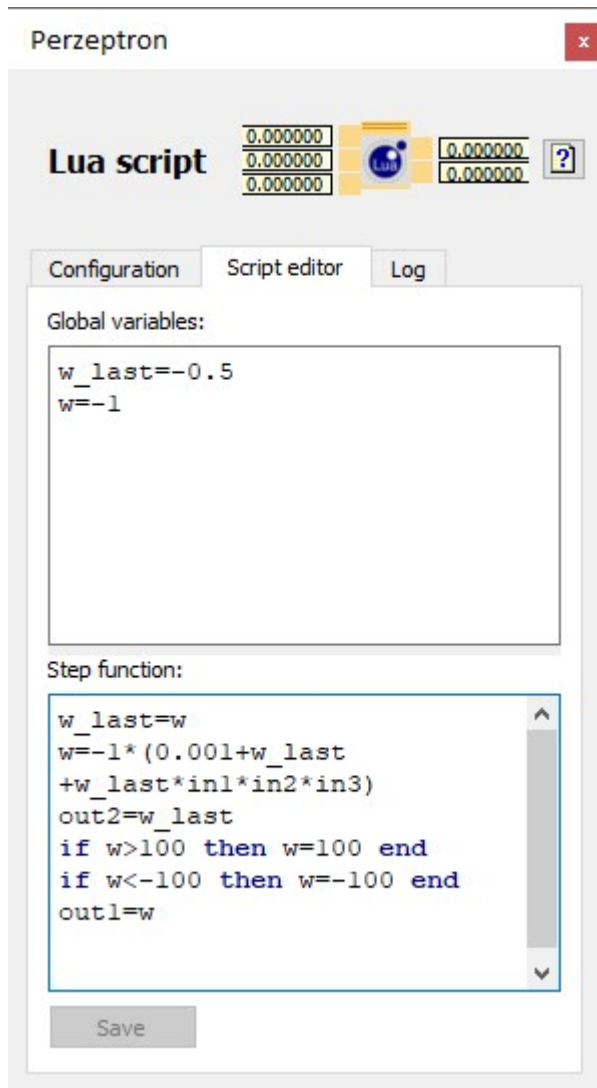 Perzeptron
x
Lua script
0.000000
0.000000
0.000000
Lua
0.000000
0.000000
?
Configuration
Script editor
Log
Global variables:
w_last=-0.5
w=-1
Step function:
w_last=w
w=-1*(0.001+w_last
+w_last*in1*in2*in3)
out2=w_last
if w>100 then w=100 end
if w<-100 then w=-100 end
out1=w
Save